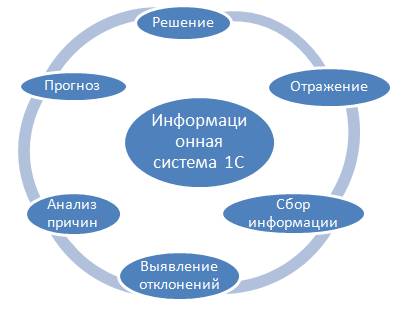 Решение
Прогноз
Отражение
Информаци
онная
система 1С
Анализ
причин
Сбор
информации
Выявление
отклонений